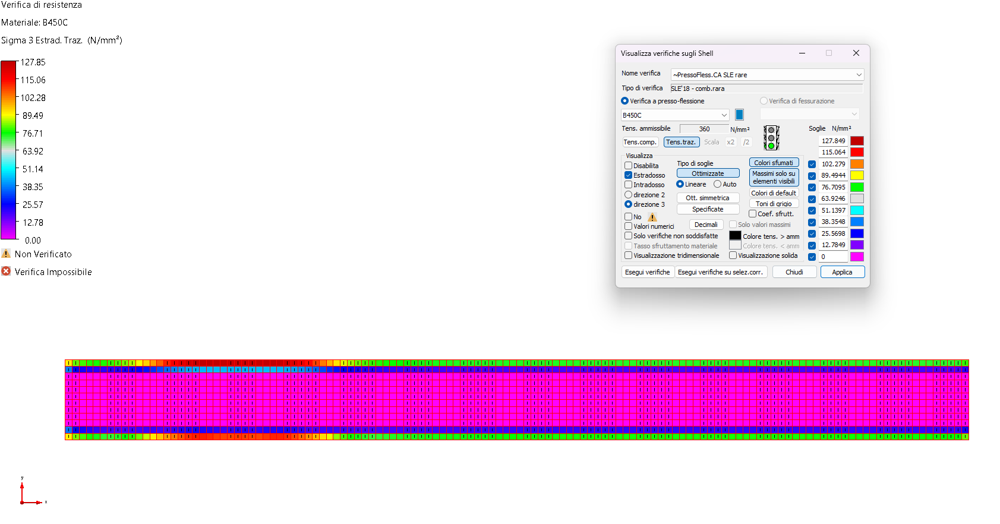 Verifica di resistenza
Materiale: B450C
Sigma 3 Estrad. Traz.  (N/mm²)
127.85
115.06
102.28
89.49
76.71
63.92
51.14
38.35
25.57
12.78
0.00
Non Verificato
Verifica Impossibile
Visualizza verifiche sugli Shell
Nome verifica ~PressoFless.CA SLE rare
Tipo di verifica SLE'18 - comb.rara
Verifica a presso-flessione Verifica di fessurazione
B450C
Tens. ammissibile 360 N/mm² Soglie N/mm²
Tens.comp. Tens.traz. Scala x2 /2
Visualizza
Disabilita
Estradosso
Intradosso
direzione 2
direzione 3
No
Valori numerici
Solo verifiche non soddisfatte
Tasso sfruttamento materiale
Visualizzazione tridimensionale
Tipo di soglie
Ottimizzate
Lineare Auto
Ott. simmetrica
Specificate
Decimali
Colori sfumati
Massimi solo su
elementi visibili
Colori di default
Toni di grigio
Coef. sfrutt.
Solo valori massimi
Colore tens. > amm
Colore tens. < amm
Visualizzazione solida
127.849
115.064
102.279
89.4944
76.7095
63.9246
51.1397
38.3548
25.5698
12.7849
0
Esegui verifiche Esegui verifiche su selez.corr. Chiudi Applica
y
x